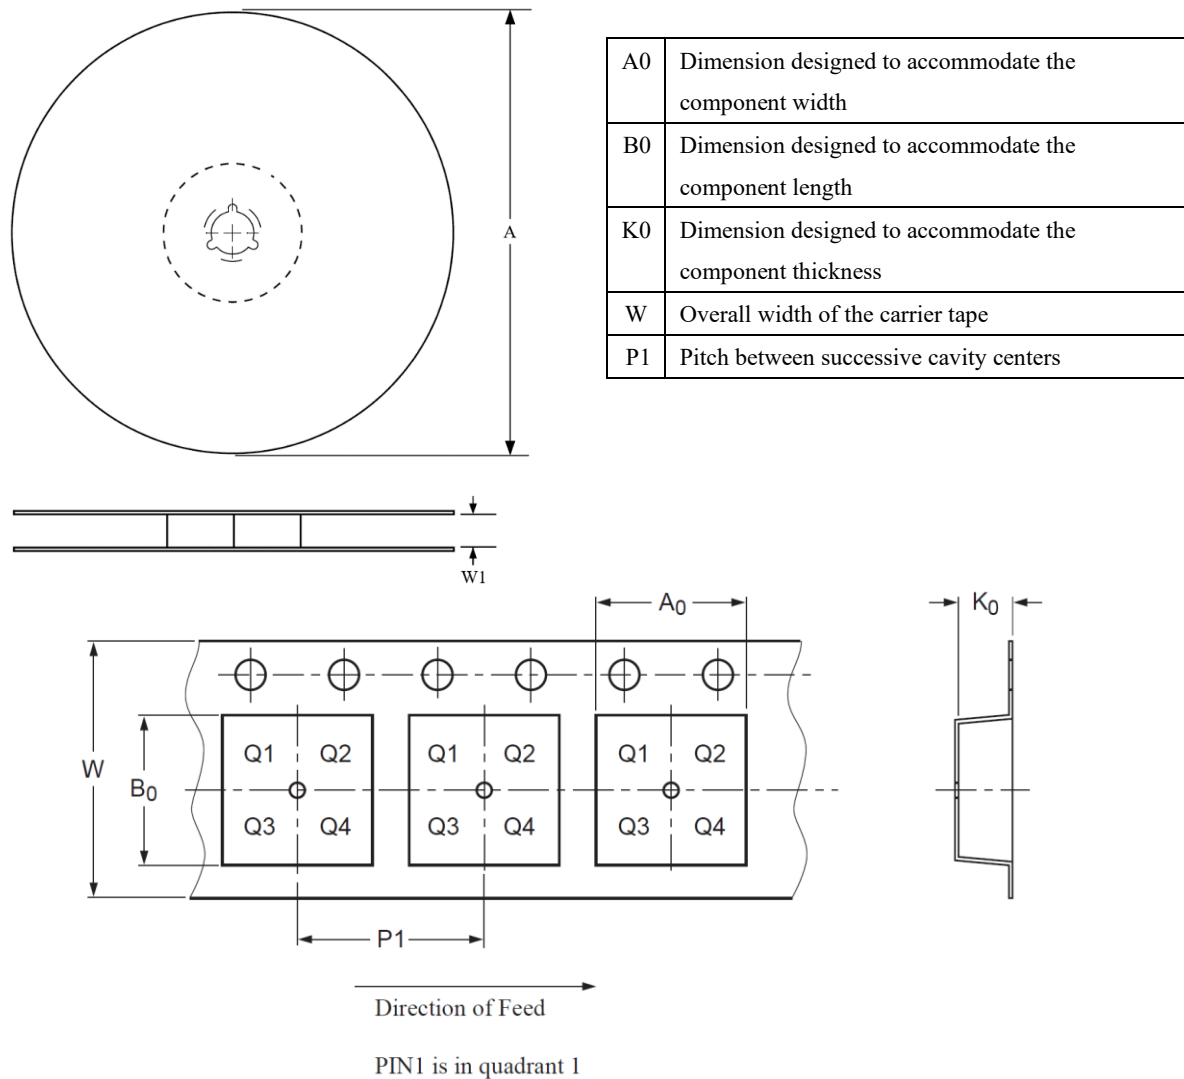 A
A0 Dimension designed to accommodate the
component width
B0 Dimension designed to accommodate the
component length
K0 Dimension designed to accommodate the
component thickness
W Overall width of the carrier tape
P1 Pitch between successive cavity centers
W1
A0 K0
Q1 Q2 Q1 Q2 Q1 Q2
W B0
Q3 Q4 Q3 Q4 Q3 Q4
P1
Direction of Feed
PIN1 is in quadrant 1